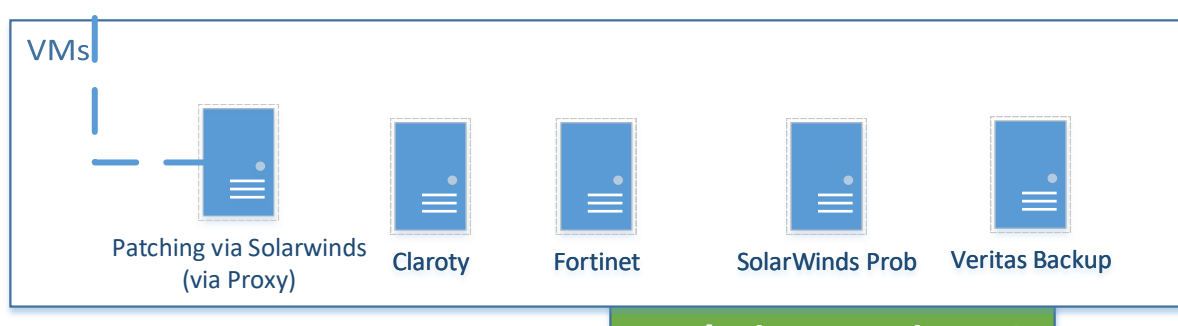 VMs
Patching via Solarwinds
(via Proxy)
Claroty
Fortinet
SolarWinds Prob
Veritas Backup